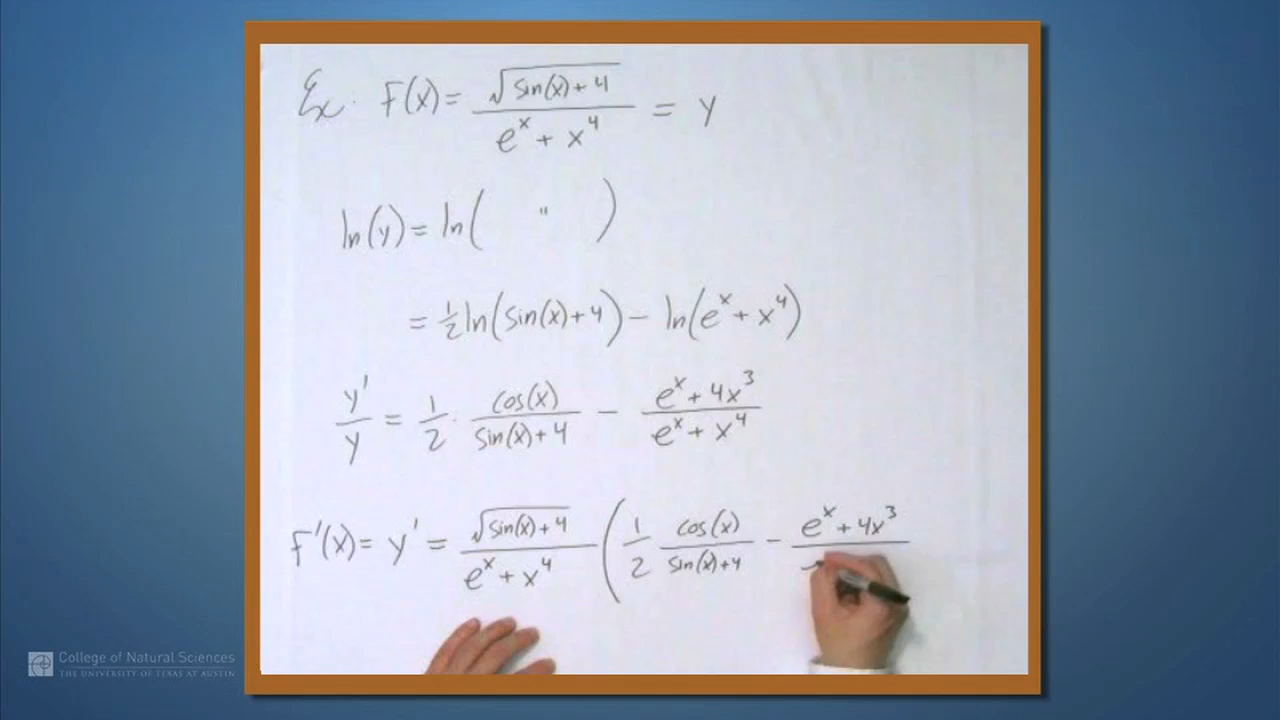 Ex. F(x) = √(sin(x)+4) / (e^x + x^4) = y
ln(y) = ln( " )
= 1/2 ln(sin(x)+4) − ln(e^x + x^4)
y'/y = 1/2 · cos(x)/(sin(x)+4) − (e^x + 4x^3)/(e^x + x^4)
F'(x) = y' = √(sin(x)+4) / (e^x + x^4) ( 1/2 cos(x)/(sin(x)+4) − (e^x + 4x^3)/
College of Natural Sciences
THE UNIVERSITY OF TEXAS AT AUSTIN